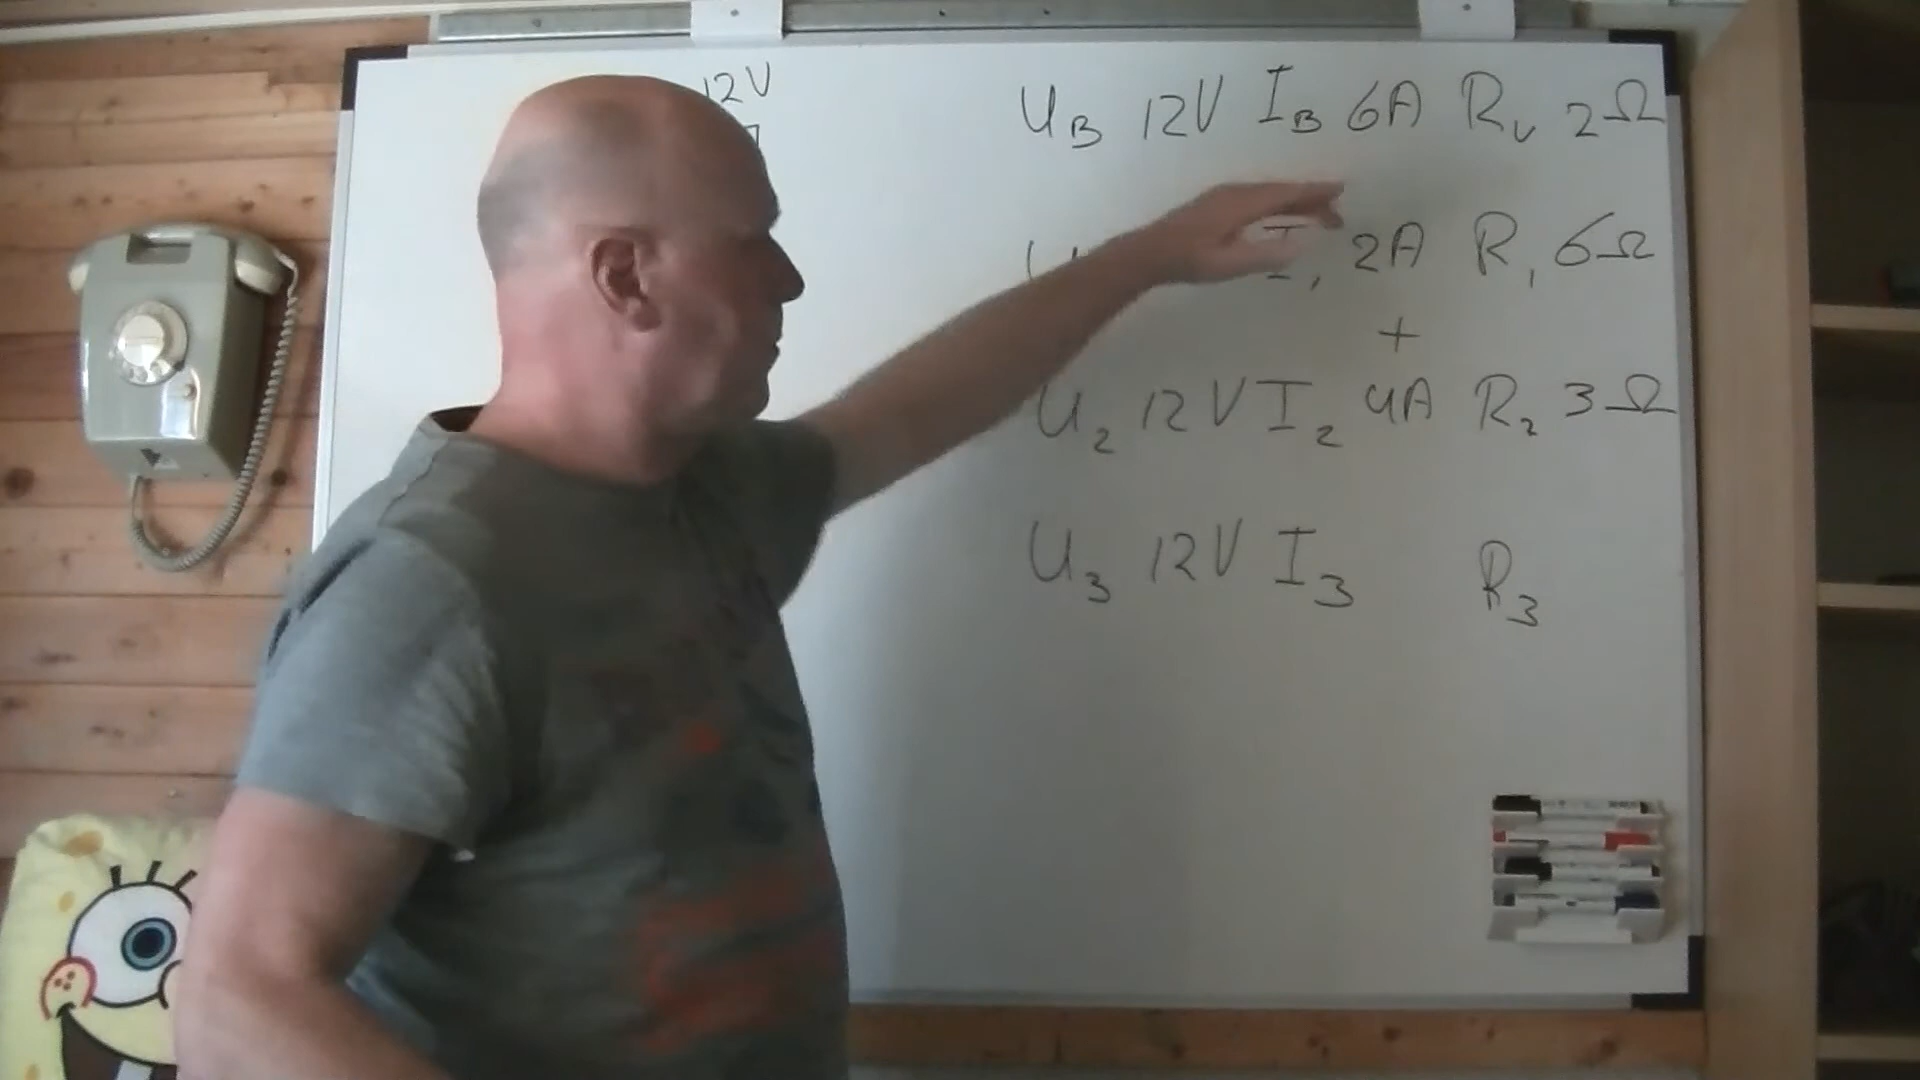 12V
U_B 12V I_B 6A R_v 2Ω
I_1 2A R_1 6Ω
+
U_2 12V I_2 4A R_2 3Ω
U_3 12V I_3 R_3